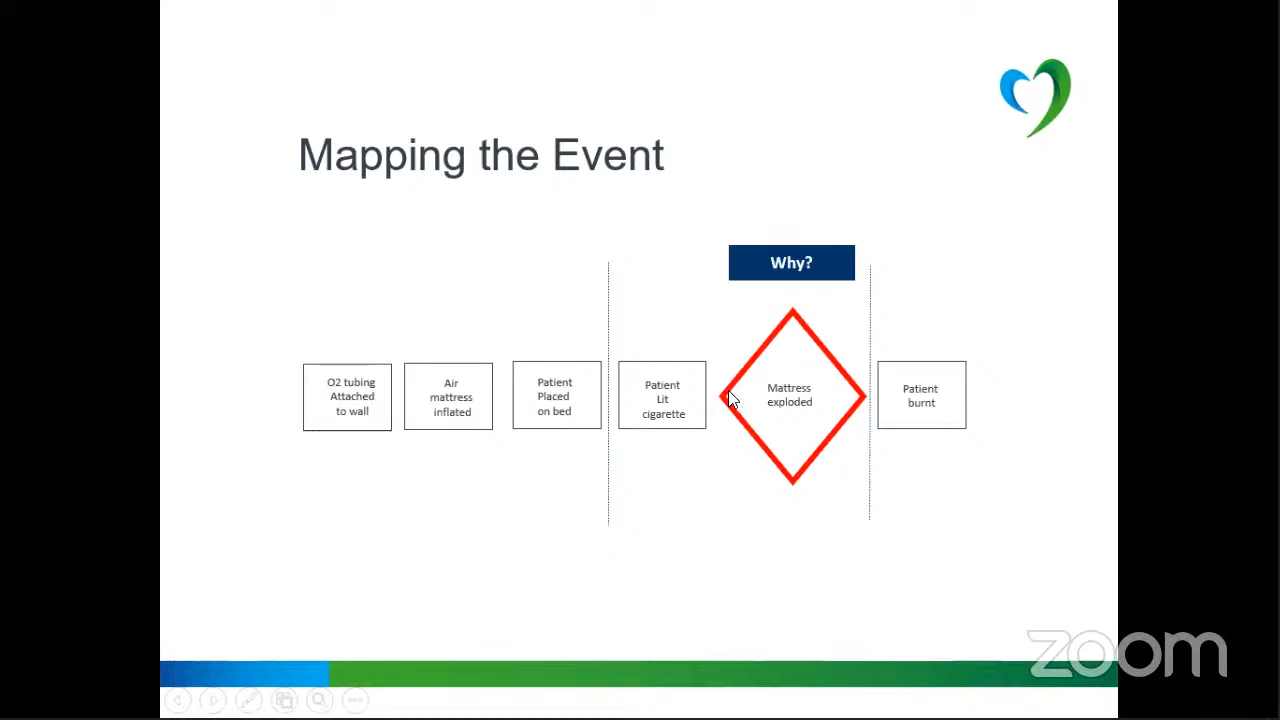 Mapping the Event
Why?
O2 tubing
Attached
to wall
Air
mattress
inflated
Patient
Placed
on bed
Patient
Lit
cigarette
Mattress
exploded
Patient
burnt
zoom